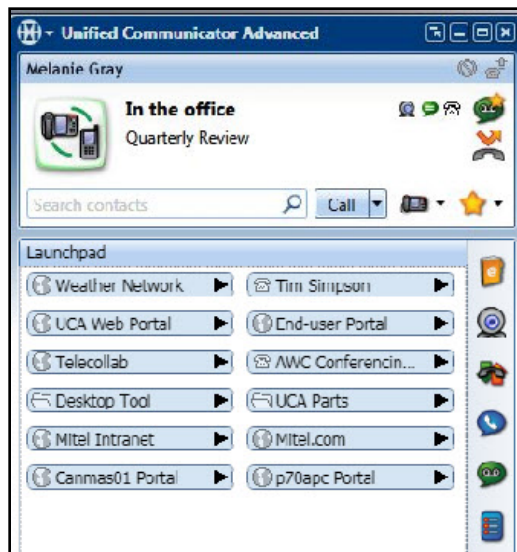 Unified Communicator Advanced
Melanie Gray
In the office
Quarterly Review
Search contacts
Call
Launchpad
Weather Network
Tim Simpson
UCA Web Portal
End-user Portal
Telecollab
AWC Conferencin...
Desktop Tool
UCA Parts
Mitel Intranet
Mitel.com
Canmas01 Portal
p70apc Portal